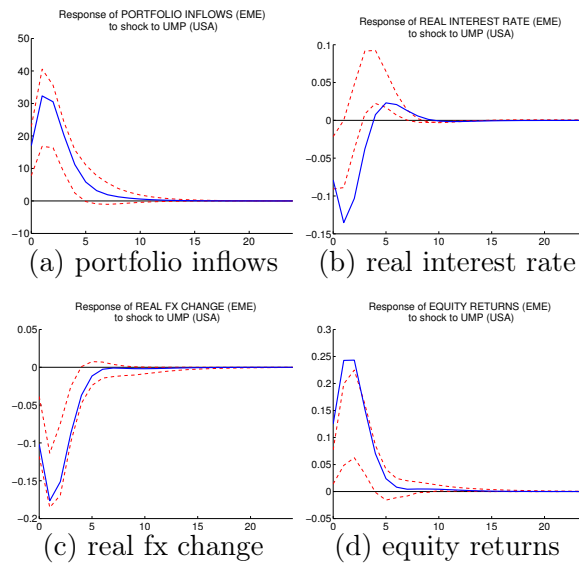 Response of PORTFOLIO INFLOWS (EME)
to shock to UMP (USA)
50
40
30
20
10
0
−10
0 5 10 15 20
(a) portfolio inflows
Response of REAL INTEREST RATE (EME)
to shock to UMP (USA)
0.1
0.05
0
−0.05
−0.1
−0.15
0 5 10 15 20
(b) real interest rate
Response of REAL FX CHANGE (EME)
to shock to UMP (USA)
0.05
0
−0.05
−0.1
−0.15
−0.2
0 5 10 15 20
(c) real fx change
Response of EQUITY RETURNS (EME)
to shock to UMP (USA)
0.3
0.25
0.2
0.15
0.1
0.05
0
−0.05
0 5 10 15 20
(d) equity returns